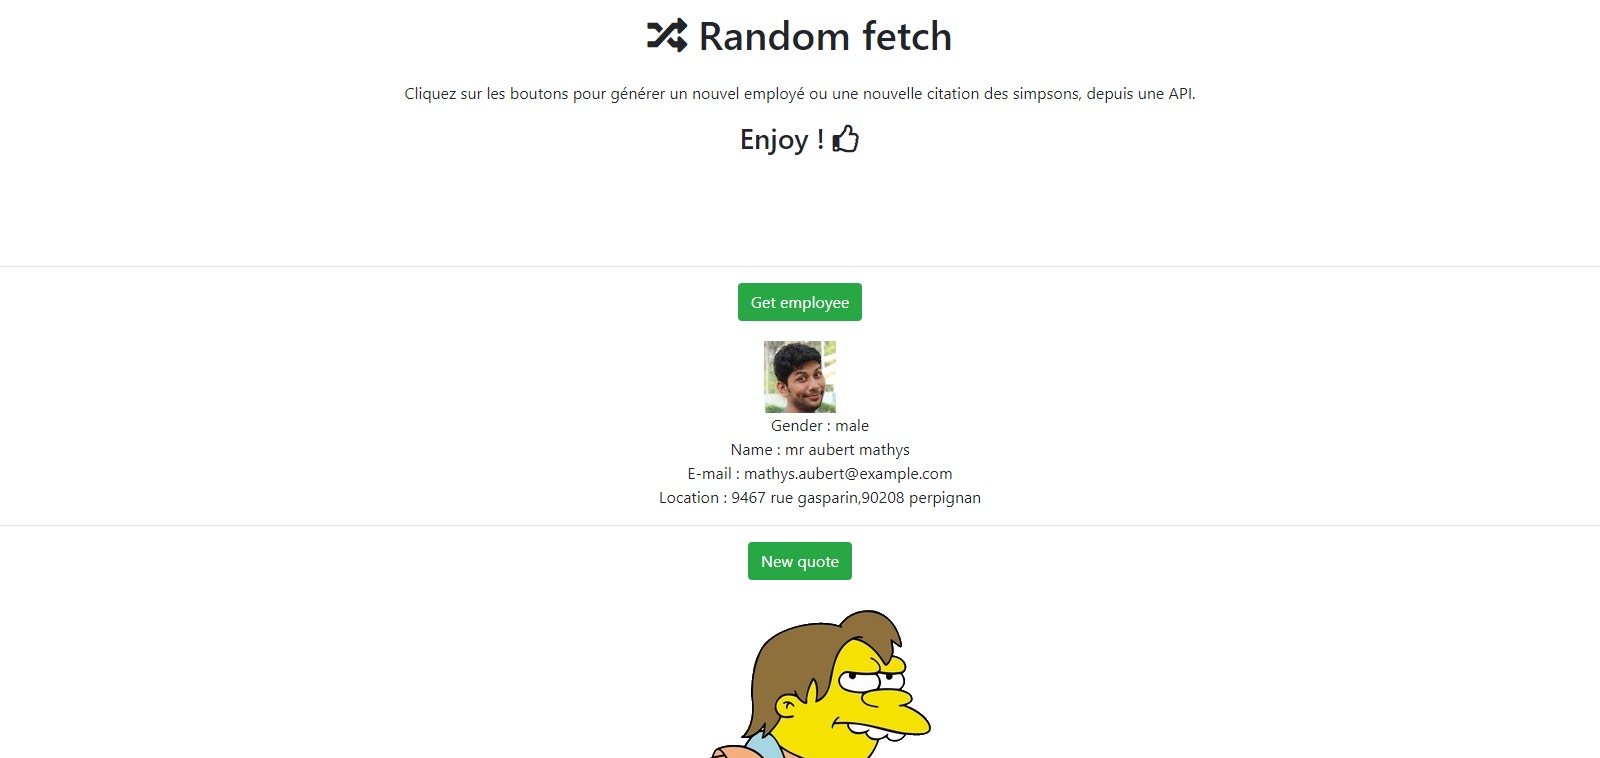 Random fetch
Cliquez sur les boutons pour générer un nouvel employé ou une nouvelle citation des simpsons, depuis une API.
Enjoy !
Get employee
Gender : male
Name : mr aubert mathys
E-mail : mathys.aubert@example.com
Location : 9467 rue gasparin,90208 perpignan
New quote